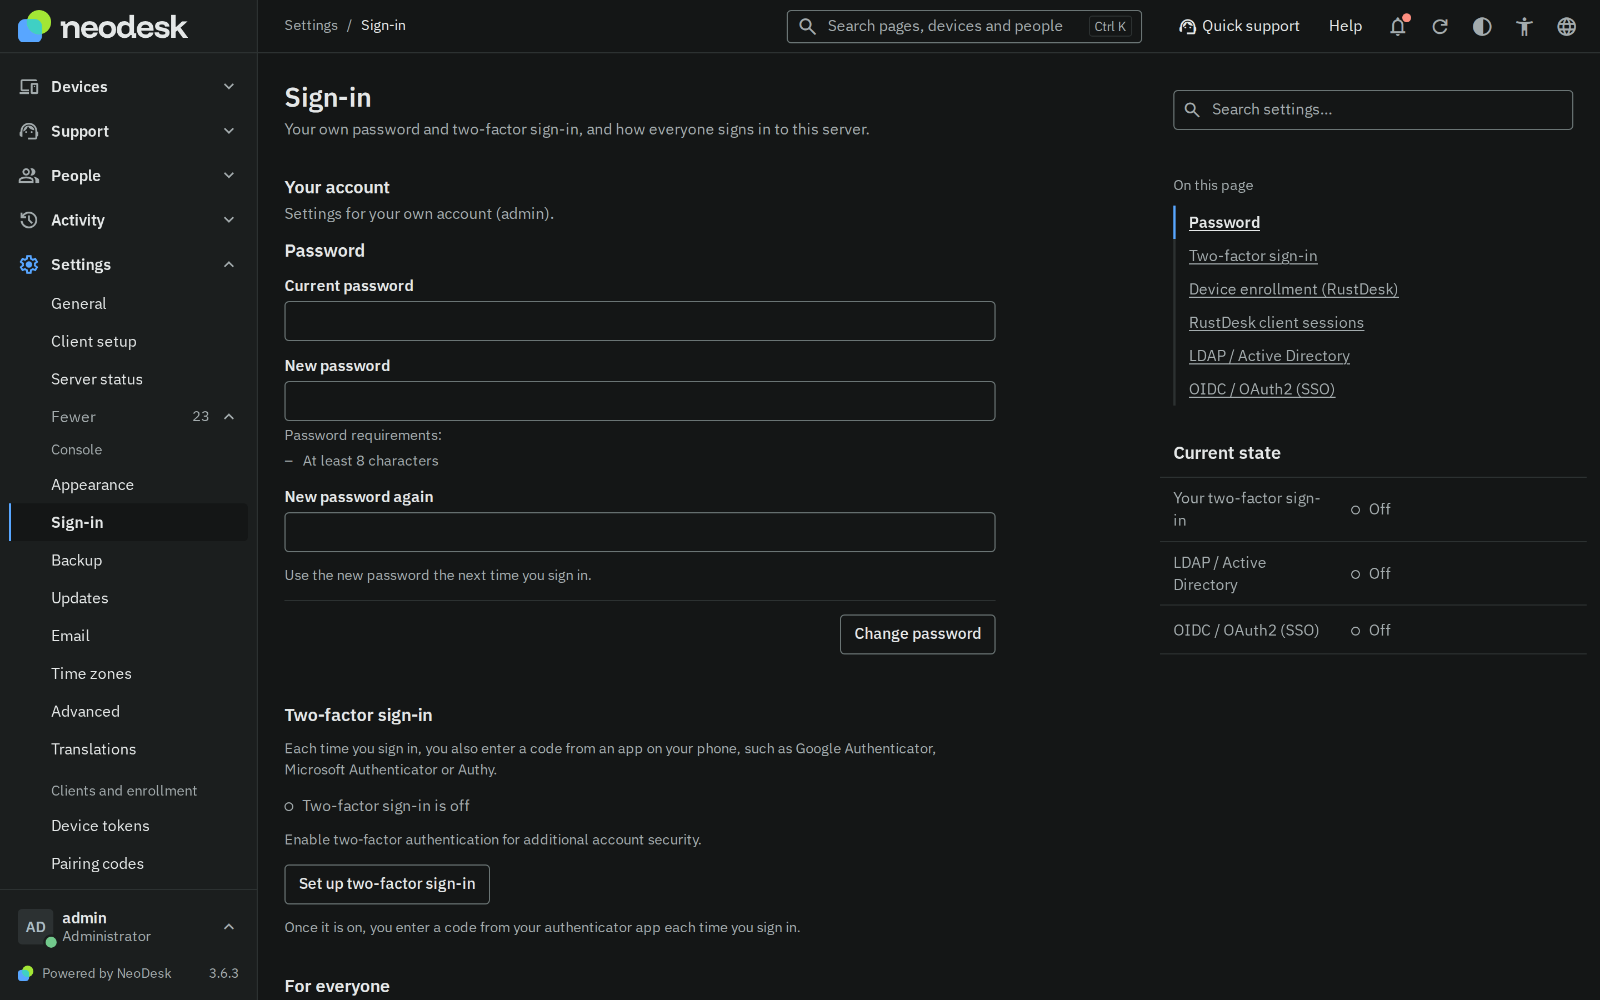 neodesk
Settings / Sign-in
Search pages, devices and people
Ctrl K
Quick support
Help
Devices
Support
People
Activity
Settings
General
Client setup
Server status
Fewer 23
Console
Appearance
Sign-in
Backup
Updates
Email
Time zones
Advanced
Translations
Clients and enrollment
Device tokens
Pairing codes
AD
admin
Administrator
Powered by NeoDesk 3.6.3
Sign-in
Your own password and two-factor sign-in, and how everyone signs in to this server.
Your account
Settings for your own account (admin).
Password
Current password
New password
Password requirements:
– At least 8 characters
New password again
Use the new password the next time you sign in.
Change password
Two-factor sign-in
Each time you sign in, you also enter a code from an app on your phone, such as Google Authenticator,
Microsoft Authenticator or Authy.
Two-factor sign-in is off
Enable two-factor authentication for additional account security.
Set up two-factor sign-in
Once it is on, you enter a code from your authenticator app each time you sign in.
For everyone
Search settings...
On this page
Password
Two-factor sign-in
Device enrollment (RustDesk)
RustDesk client sessions
LDAP / Active Directory
OIDC / OAuth2 (SSO)
Current state
Your two-factor sign-
in
Off
LDAP / Active
Directory
Off
OIDC / OAuth2 (SSO)
Off